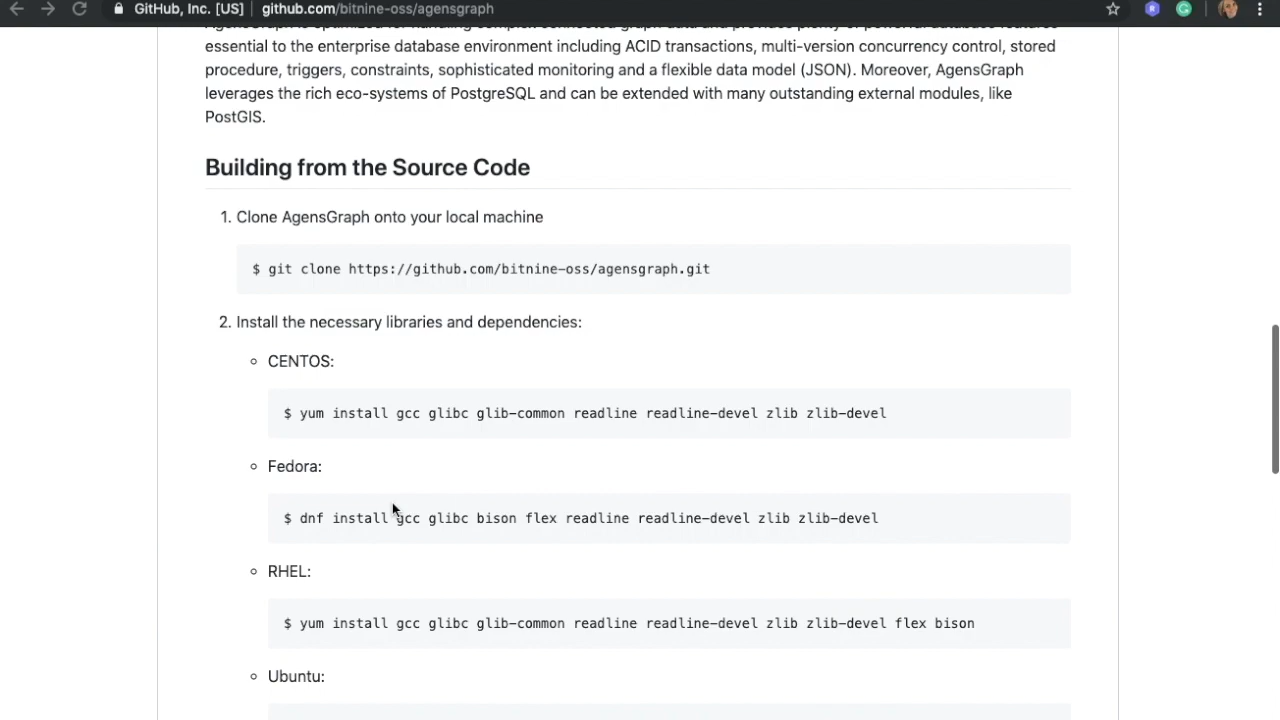 GitHub, Inc. [US]
github.com/bitnine-oss/agensgraph
essential to the enterprise database environment including ACID transactions, multi-version concurrency control, stored
procedure, triggers, constraints, sophisticated monitoring and a flexible data model (JSON). Moreover, AgensGraph
leverages the rich eco-systems of PostgreSQL and can be extended with many outstanding external modules, like
PostGIS.
Building from the Source Code
1. Clone AgensGraph onto your local machine
$ git clone https://github.com/bitnine-oss/agensgraph.git
2. Install the necessary libraries and dependencies:
CENTOS:
$ yum install gcc glibc glib-common readline readline-devel zlib zlib-devel
Fedora:
$ dnf install gcc glibc bison flex readline readline-devel zlib zlib-devel
RHEL:
$ yum install gcc glibc glib-common readline readline-devel zlib zlib-devel flex bison
Ubuntu: